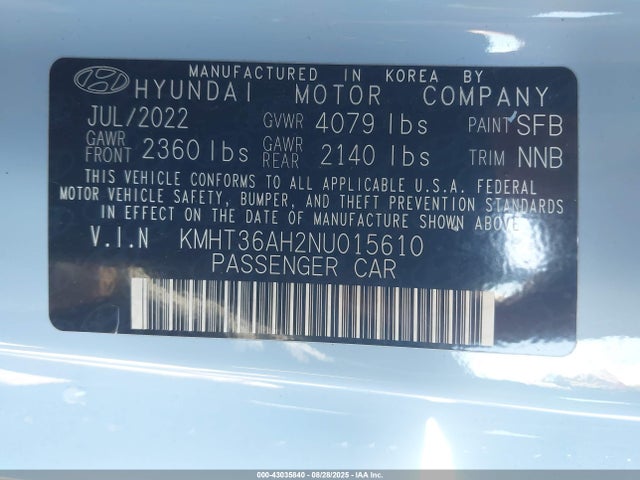 MANUFACTURED IN KOREA BY
HYUNDAI MOTOR COMPANY
JUL/2022 GVWR 4079 lbs PAINT SFB
GAWR FRONT 2360 lbs GAWR REAR 2140 lbs TRIM NNB
THIS VEHICLE CONFORMS TO ALL APPLICABLE U.S.A. FEDERAL
MOTOR VEHICLE SAFETY, BUMPER, AND THEFT PREVENTION STANDARDS
IN EFFECT ON THE DATE OF MANUFACTURE SHOWN ABOVE.
V.I.N KMHT36AH2NU015610
PASSENGER CAR
000-43035840 - 08/28/2025 - © IAA, Inc.